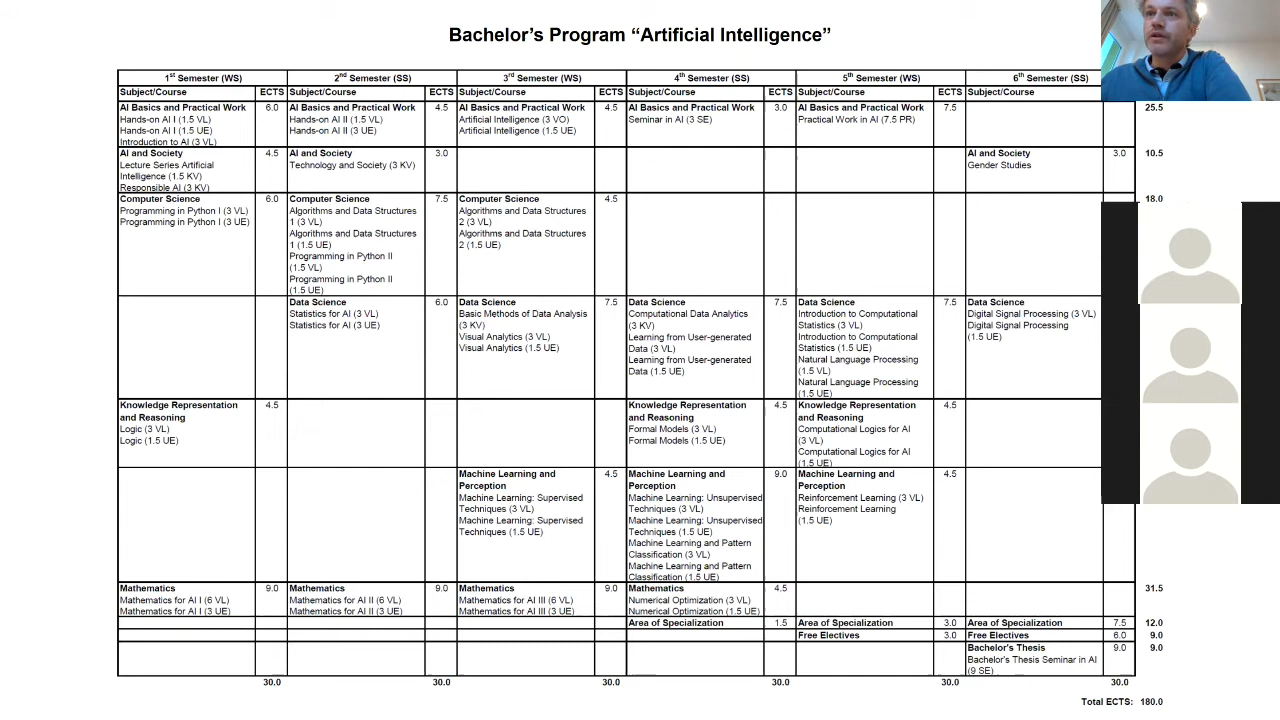 Bachelor's Program “Artificial Intelligence”
1st Semester (WS) 2nd Semester (SS) 3rd Semester (WS) 4th Semester (SS) 5th Semester (WS) 6th Semester (SS)
Subject/Course ECTS Subject/Course ECTS Subject/Course ECTS Subject/Course ECTS Subject/Course ECTS Subject/Course
AI Basics and Practical Work 6.0 AI Basics and Practical Work 4.5 AI Basics and Practical Work 4.5 AI Basics and Practical Work 3.0 AI Basics and Practical Work 7.5 25.5
Hands-on AI I (1.5 VL) Hands-on AI II (1.5 VL) Artificial Intelligence (3 VO) Seminar in AI (3 SE) Practical Work in AI (7.5 PR)
Hands-on AI I (1.5 UE) Hands-on AI II (3 UE) Artificial Intelligence (1.5 UE)
Introduction to AI (3 VL)
AI and Society 4.5 AI and Society 3.0 AI and Society 3.0 10.5
Lecture Series Artificial Technology and Society (3 KV) Gender Studies
Intelligence (1.5 KV)
Responsible AI (3 KV)
Computer Science 6.0 Computer Science 7.5 Computer Science 4.5 18.0
Programming in Python I (3 VL) Algorithms and Data Structures Algorithms and Data Structures
Programming in Python I (3 UE) 1 (3 VL) 2 (3 VL)
Algorithms and Data Structures Algorithms and Data Structures
1 (1.5 UE) 2 (1.5 UE)
Programming in Python II
(1.5 VL)
Programming in Python II
(1.5 UE)
Data Science 6.0 Data Science 7.5 Data Science 7.5 Data Science 7.5 Data Science
Statistics for AI (3 VL) Basic Methods of Data Analysis Computational Data Analytics Introduction to Computational Digital Signal Processing (3 VL)
Statistics for AI (3 UE) (3 KV) (3 KV) Statistics (3 VL) Digital Signal Processing
Visual Analytics (3 VL) Learning from User-generated Introduction to Computational (1.5 UE)
Visual Analytics (1.5 UE) Data (3 VL) Statistics (1.5 UE)
Learning from User-generated Natural Language Processing
Data (1.5 UE) (1.5 VL)
Natural Language Processing
(1.5 UE)
Knowledge Representation 4.5 Knowledge Representation 4.5 Knowledge Representation 4.5
and Reasoning and Reasoning and Reasoning
Logic (3 VL) Formal Models (3 VL) Computational Logics for AI
Logic (1.5 UE) Formal Models (1.5 UE) (3 VL)
Computational Logics for AI
(1.5 UE)
Machine Learning and 4.5 Machine Learning and 9.0 Machine Learning and 4.5
Perception Perception Perception
Machine Learning: Supervised Machine Learning: Unsupervised Reinforcement Learning (3 VL)
Techniques (3 VL) Techniques (3 VL) Reinforcement Learning
Machine Learning: Supervised Machine Learning: Unsupervised (1.5 UE)
Techniques (1.5 UE) Techniques (1.5 UE)
Machine Learning and Pattern
Classification (3 VL)
Machine Learning and Pattern
Classification (1.5 UE)
Mathematics 9.0 Mathematics 9.0 Mathematics 9.0 Mathematics 4.5 31.5
Mathematics for AI I (6 VL) Mathematics for AI II (6 VL) Mathematics for AI III (6 VL) Numerical Optimization (3 VL)
Mathematics for AI I (3 UE) Mathematics for AI II (3 UE) Mathematics for AI III (3 UE) Numerical Optimization (1.5 UE)
Area of Specialization 1.5 Area of Specialization 3.0 Area of Specialization 7.5 12.0
Free Electives 3.0 Free Electives 6.0 9.0
Bachelor's Thesis 9.0 9.0
Bachelor's Thesis Seminar in AI
(9 SE)
30.0 30.0 30.0 30.0 30.0 30.0
Total ECTS: 180.0